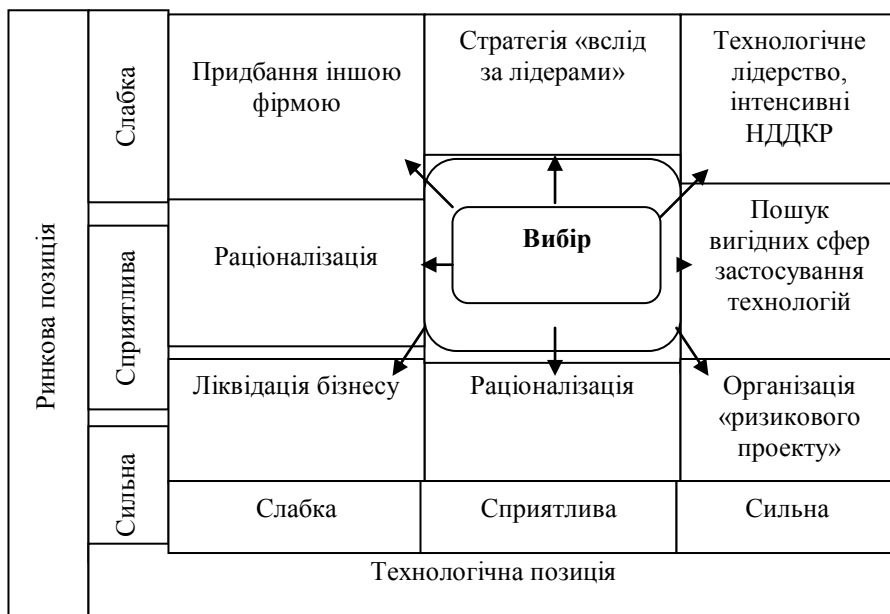 Ринкова позиція
Слабка
Придбання іншою
фірмою
Стратегія «вслід
за лідерами»
Технологічне
лідерство,
інтенсивні
НДДКР
Сприятлива
Раціоналізація
Вибір
Пошук
вигідних сфер
застосування
технологій
Сильна
Ліквідація бізнесу
Раціоналізація
Організація
«ризикового
проекту»
Слабка
Сприятлива
Сильна
Технологічна позиція